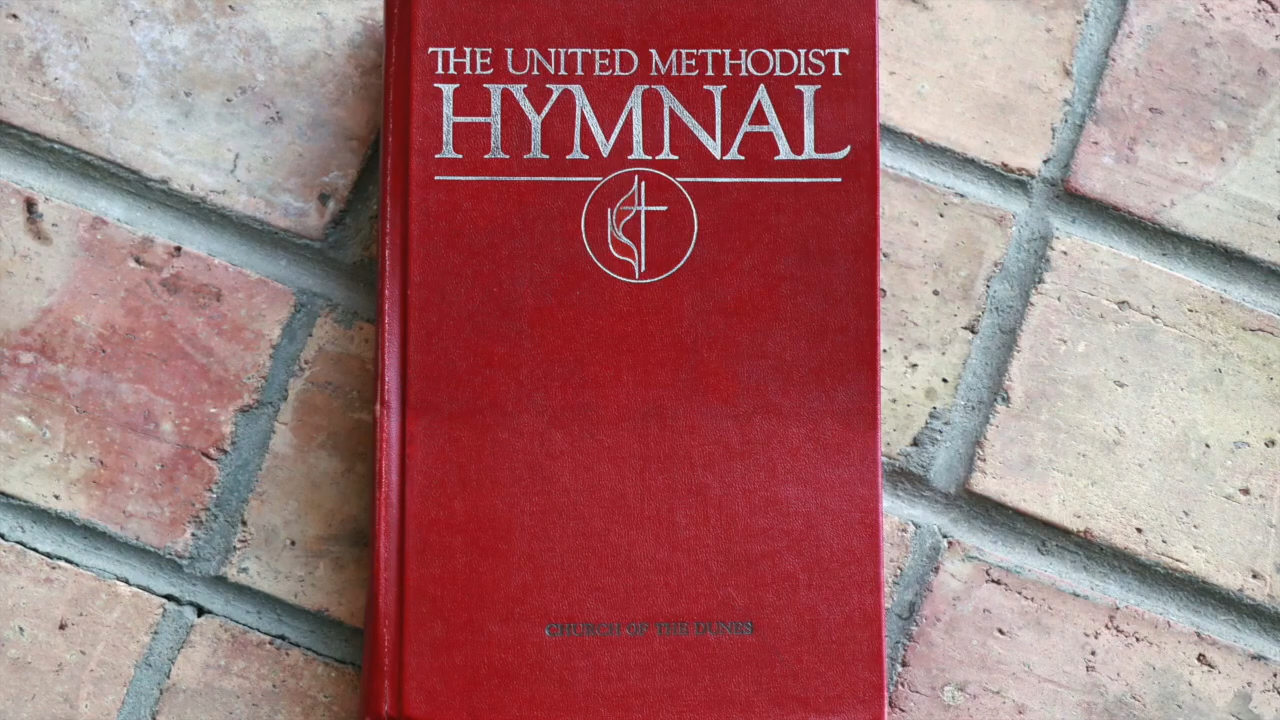 THE UNITED METHODIST
HYMNAL
CHURCH OF THE DUNES